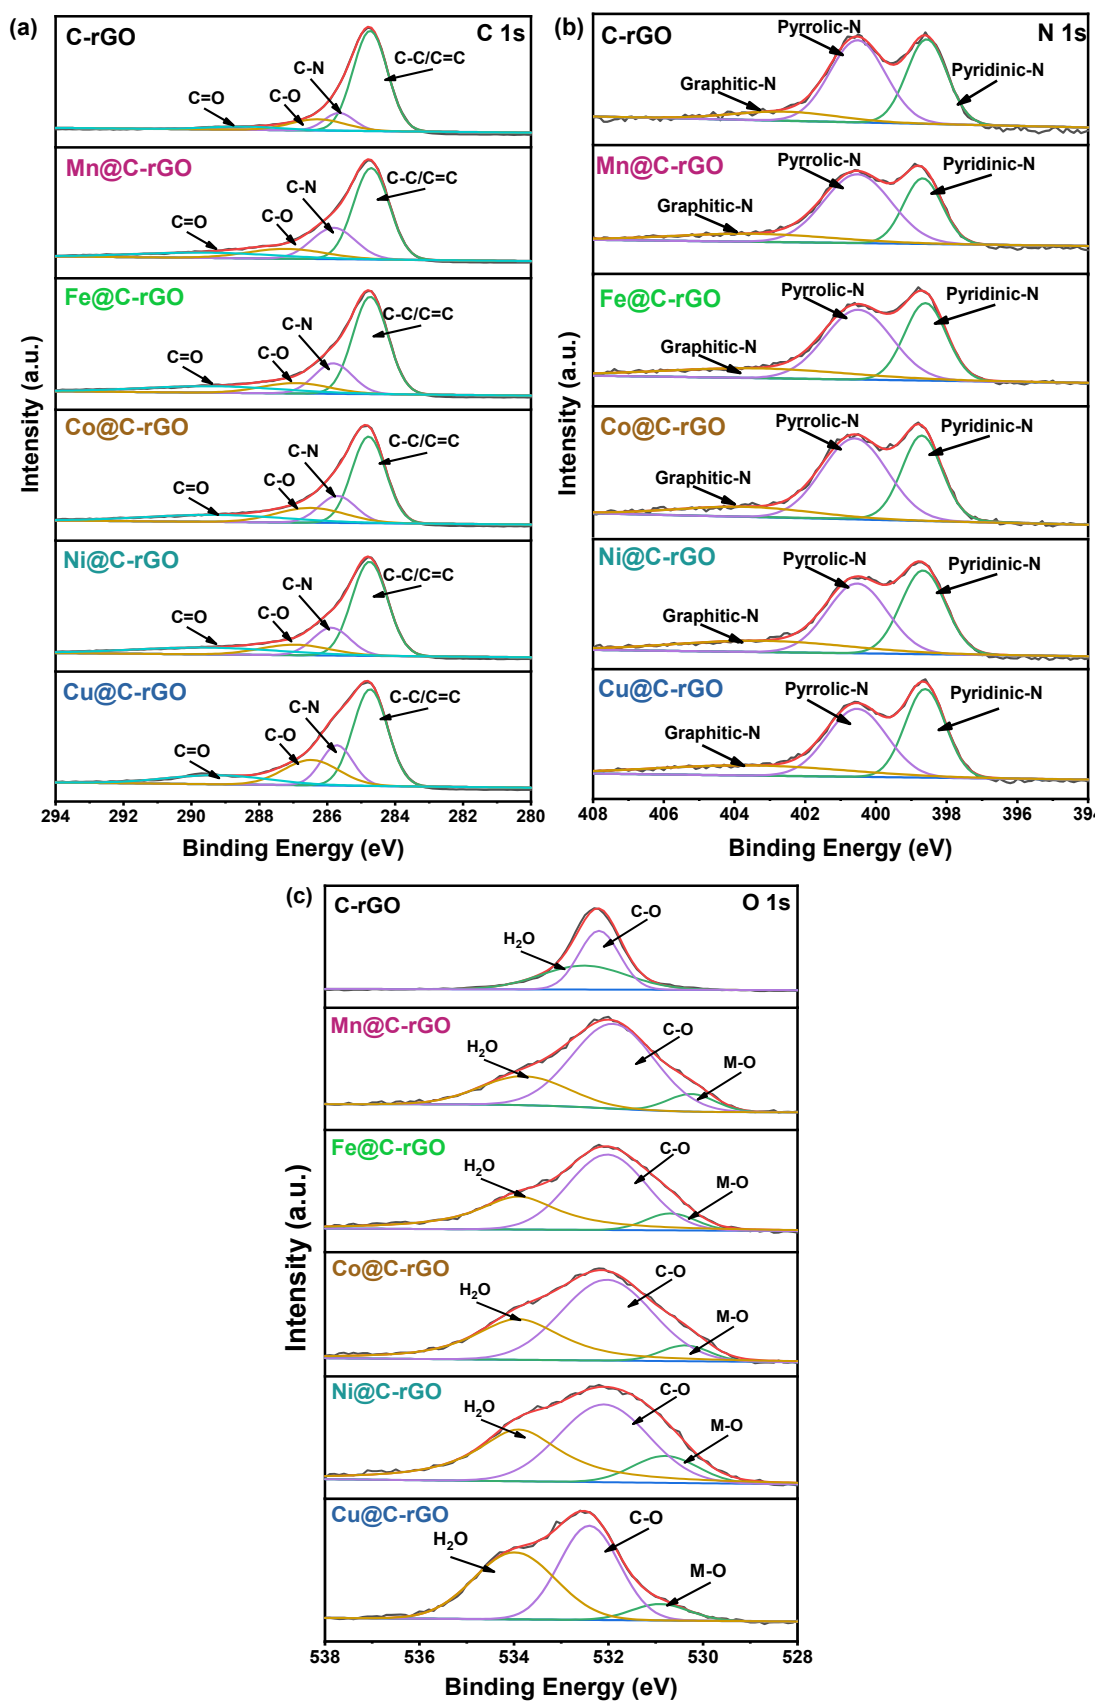 (a)
C-rGO
C 1s
C-C/C=C
C-N
C-O
C=O
Mn@C-rGO
C-C/C=C
C-N
C-O
C=O
Fe@C-rGO
C-C/C=C
C-N
C-O
C=O
Co@C-rGO
C-C/C=C
C-N
C-O
C=O
Ni@C-rGO
C-C/C=C
C-N
C-O
C=O
Cu@C-rGO
C-C/C=C
C-N
C-O
C=O
Intensity (a.u.)
294 292 290 288 286 284 282 280
Binding Energy (eV)
(b)
C-rGO
N 1s
Pyrrolic-N
Graphitic-N
Pyridinic-N
Mn@C-rGO
Pyrrolic-N
Pyridinic-N
Graphitic-N
Fe@C-rGO
Pyrrolic-N
Pyridinic-N
Graphitic-N
Co@C-rGO
Pyrrolic-N
Pyridinic-N
Graphitic-N
Ni@C-rGO
Pyrrolic-N
Pyridinic-N
Graphitic-N
Cu@C-rGO
Pyrrolic-N
Pyridinic-N
Graphitic-N
Intensity (a.u.)
408 406 404 402 400 398 396 394
Binding Energy (eV)
(c)
C-rGO
O 1s
C-O
H₂O
Mn@C-rGO
C-O
H₂O
M-O
Fe@C-rGO
C-O
H₂O
M-O
Co@C-rGO
C-O
H₂O
M-O
Ni@C-rGO
C-O
H₂O
M-O
Cu@C-rGO
C-O
H₂O
M-O
Intensity (a.u.)
538 536 534 532 530 528
Binding Energy (eV)